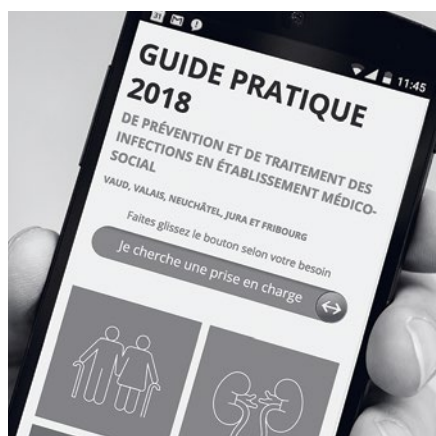 31
11:45
GUIDE PRATIQUE
2018
DE PRÉVENTION ET DE TRAITEMENT DES
INFECTIONS EN ÉTABLISSEMENT MÉDICO-
SOCIAL
VAUD, VALAIS, NEUCHÂTEL, JURA ET FRIBOURG
Faites glissez le bouton selon votre besoin
Je cherche une prise en charge